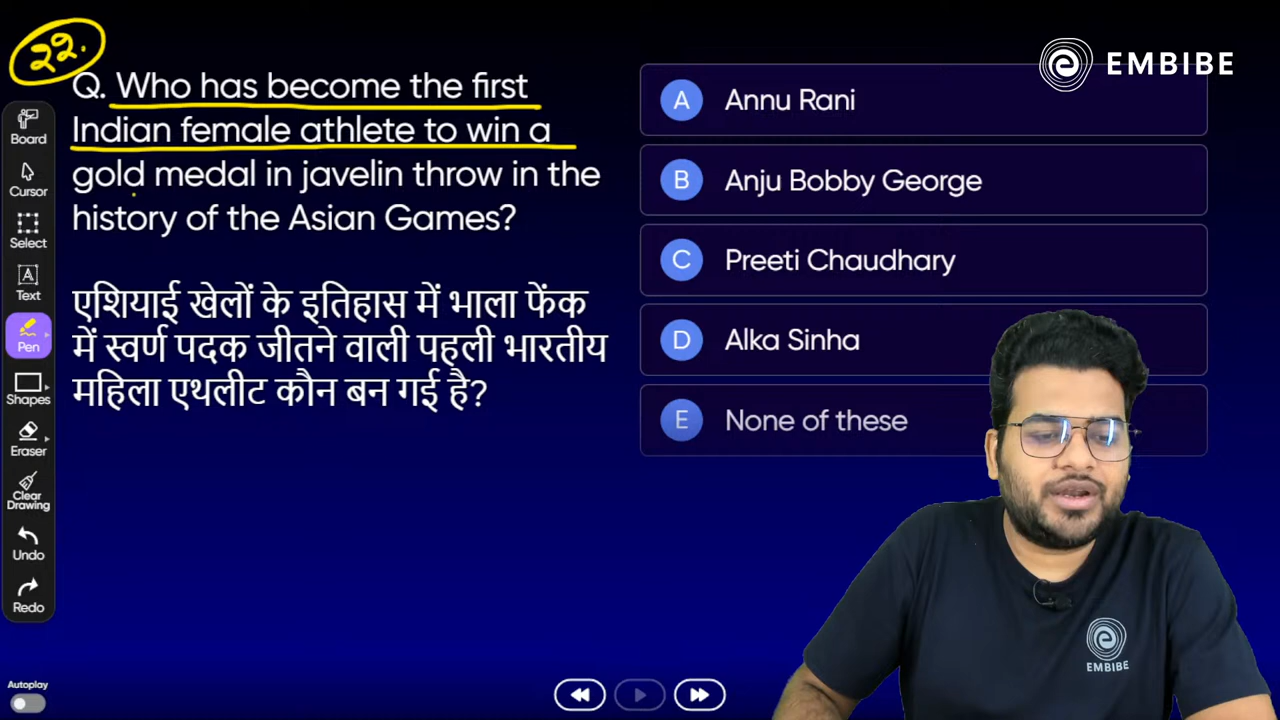 22.
EMBIBE
Q. Who has become the first
Indian female athlete to win a
gold medal in javelin throw in the
history of the Asian Games?
एशियाई खेलों के इतिहास में भाला फेंक
में स्वर्ण पदक जीतने वाली पहली भारतीय
महिला एथलीट कौन बन गई है?
A Annu Rani
B Anju Bobby George
C Preeti Chaudhary
D Alka Sinha
E None of these
Board
Cursor
Select
A
Text
Pen
Shapes
Eraser
Clear
Drawing
Undo
Redo
Autoplay
e
EMBIBE